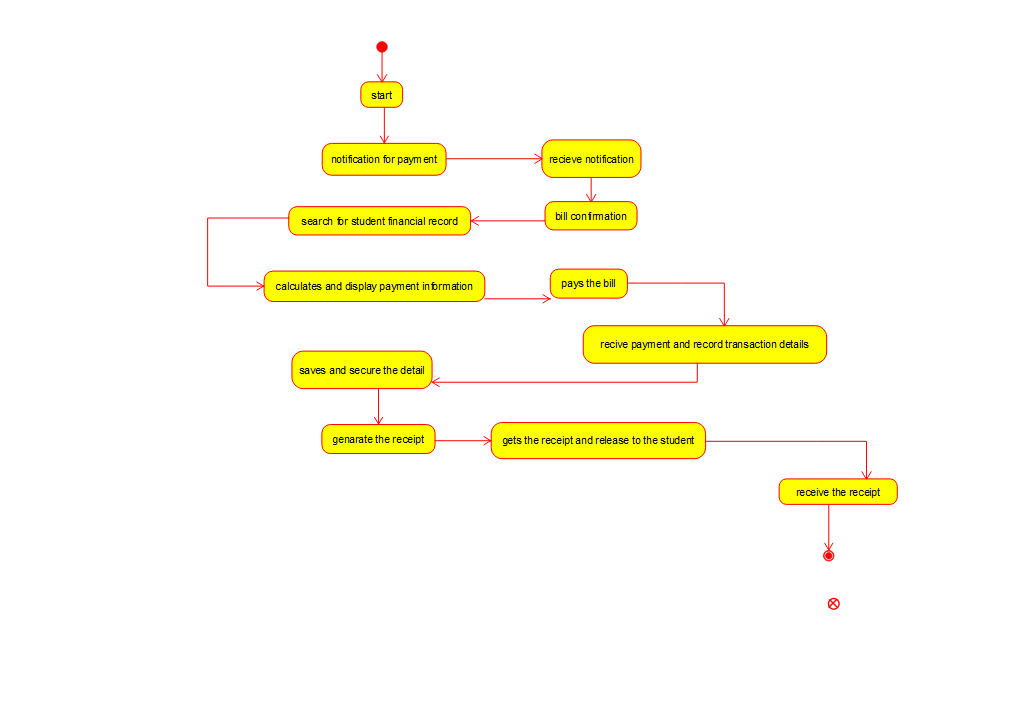 start
notification for payment
recieve notification
bill confirmation
search for student financial record
calculates and display payment information
pays the bill
recive payment and record transaction details
saves and secure the detail
genarate the receipt
gets the receipt and release to the student
receive the receipt